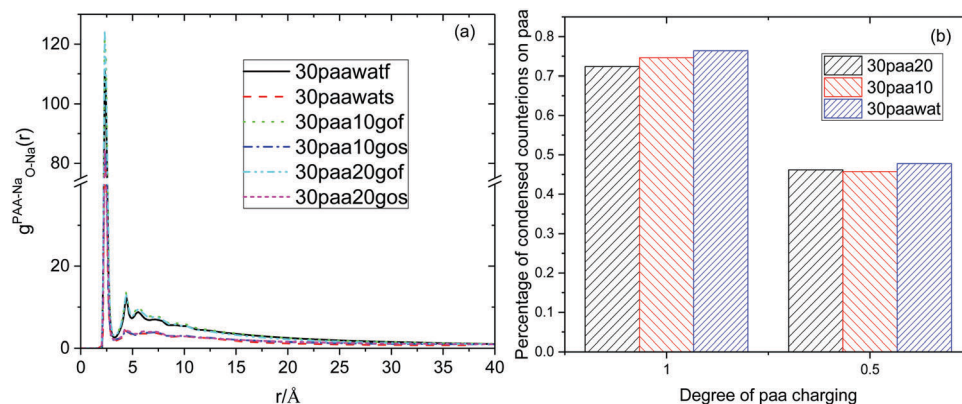 (a)
g^PAA-Na_O-Na(r)
120
100
80
20
10
0
30paawatf
30paawats
30paa10gof
30paa10gos
30paa20gof
30paa20gos
0 5 10 15 20 25 30 35 40
r/Å
(b)
Percentage of condensed counterions on paa
0.8
0.7
0.6
0.5
0.4
0.3
0.2
0.1
0.0
30paa20
30paa10
30paawat
1 0.5
Degree of paa charging